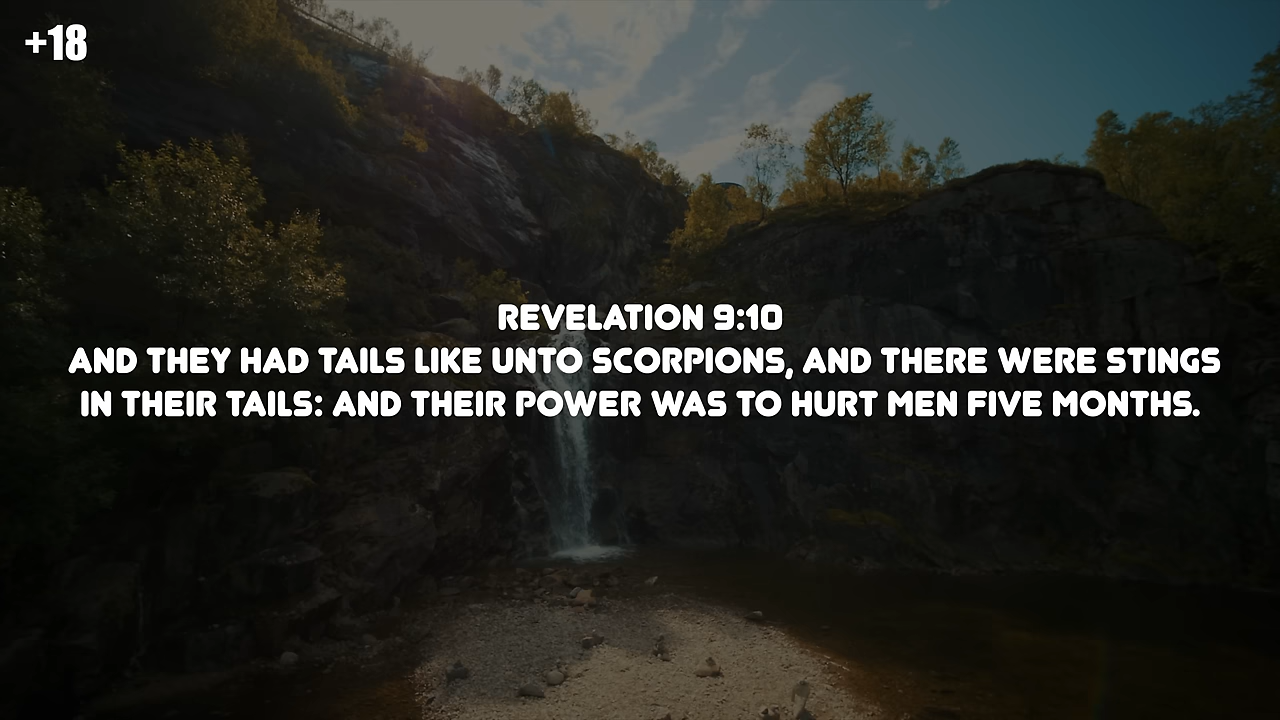 +18
REVELATION 9:10
AND THEY HAD TAILS LIKE UNTO SCORPIONS, AND THERE WERE STINGS
IN THEIR TAILS: AND THEIR POWER WAS TO HURT MEN FIVE MONTHS.